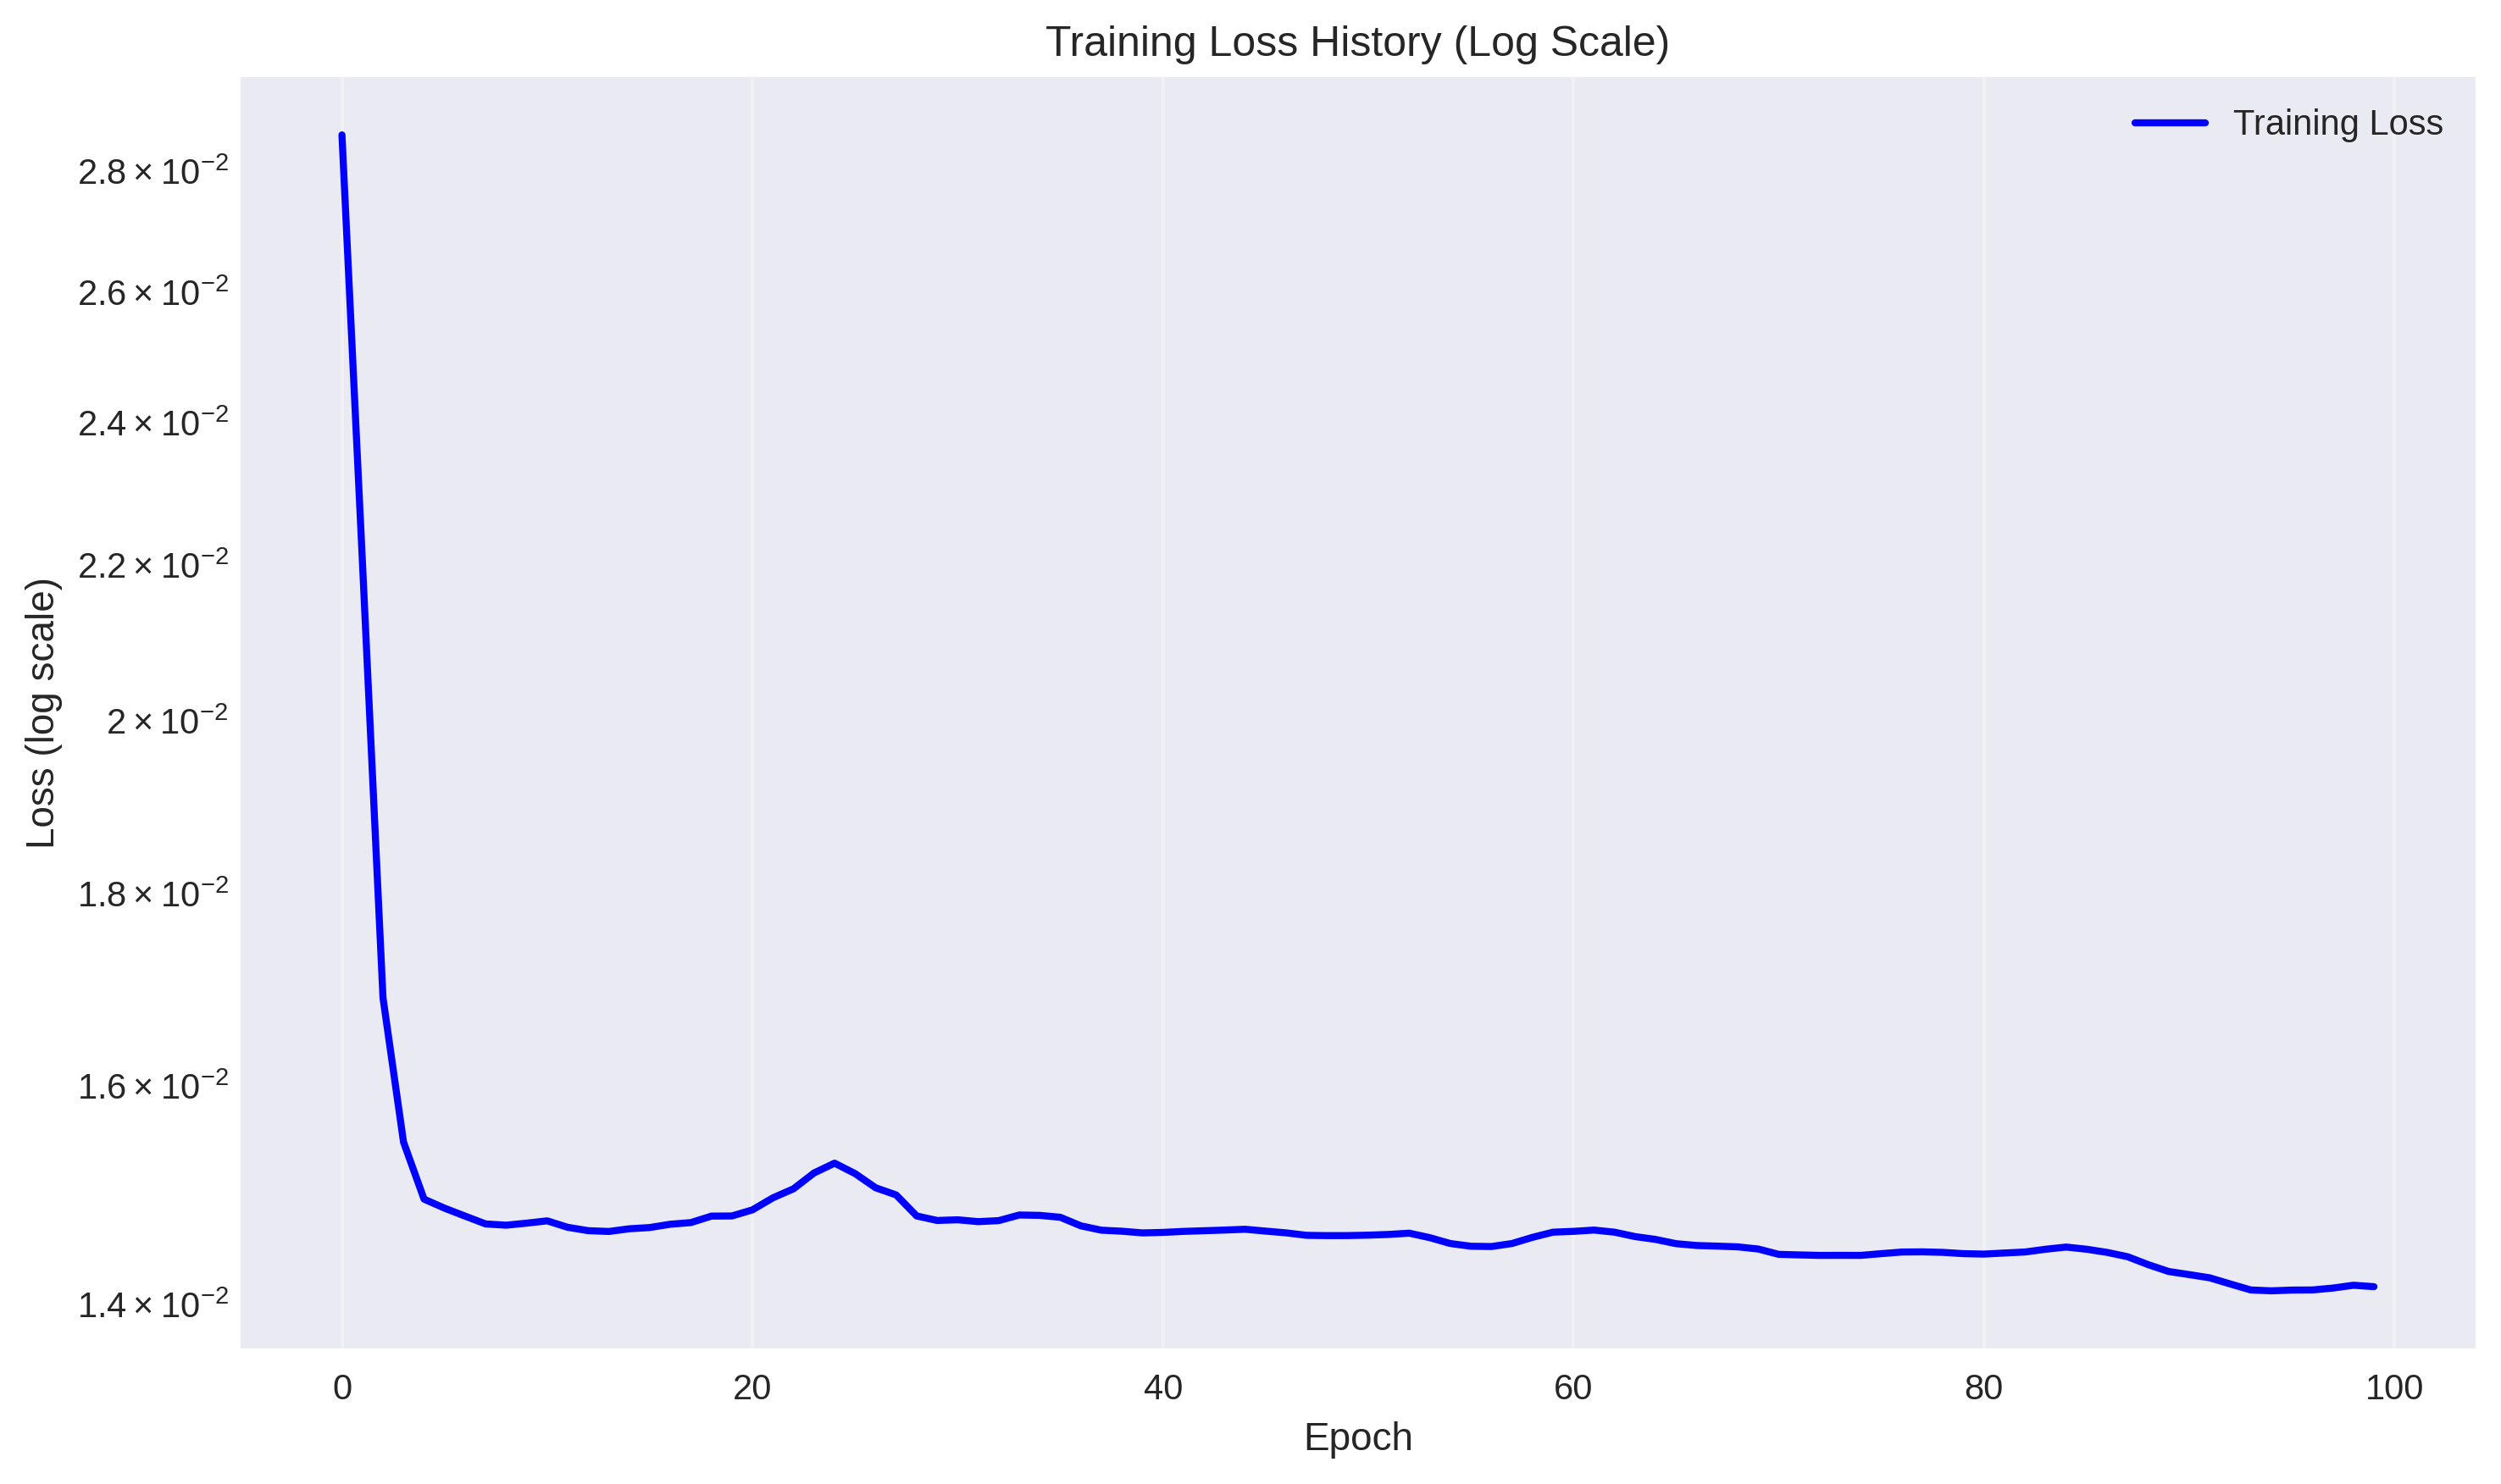 Training Loss History (Log Scale)
Training Loss
2.8 × 10⁻²
2.6 × 10⁻²
2.4 × 10⁻²
2.2 × 10⁻²
2 × 10⁻²
1.8 × 10⁻²
1.6 × 10⁻²
1.4 × 10⁻²
Loss (log scale)
0 20 40 60 80 100
Epoch